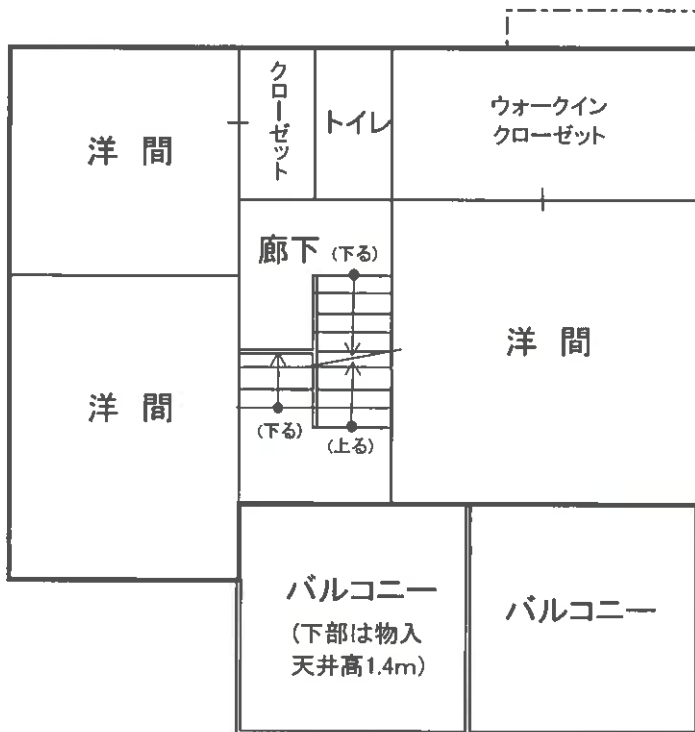 洋間
クローゼット
トイレ
ウォークイン
クローゼット
廊下
(下る)
洋間
洋間
(下る)
(上る)
バルコニー
(下部は物入
天井高1.4m)
バルコニー